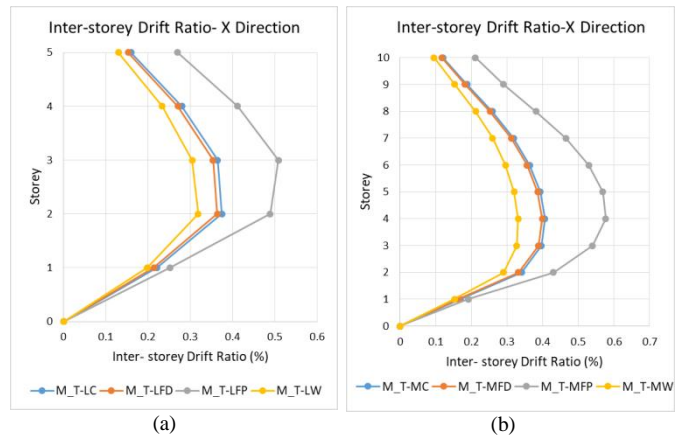 Inter-storey Drift Ratio- X Direction
5
4
3
2
1
0
Storey
0 0.1 0.2 0.3 0.4 0.5 0.6
Inter- storey Drift Ratio (%)
M_T-LC M_T-LFD M_T-LFP M_T-LW
(a)
Inter-storey Drift Ratio-X Direction
10
9
8
7
6
5
4
3
2
1
0
Storey
0 0.1 0.2 0.3 0.4 0.5 0.6 0.7
Inter- storey Drift Ratio (%)
M_T-MC M_T-MFD M_T-MFP M_T-MW
(b)